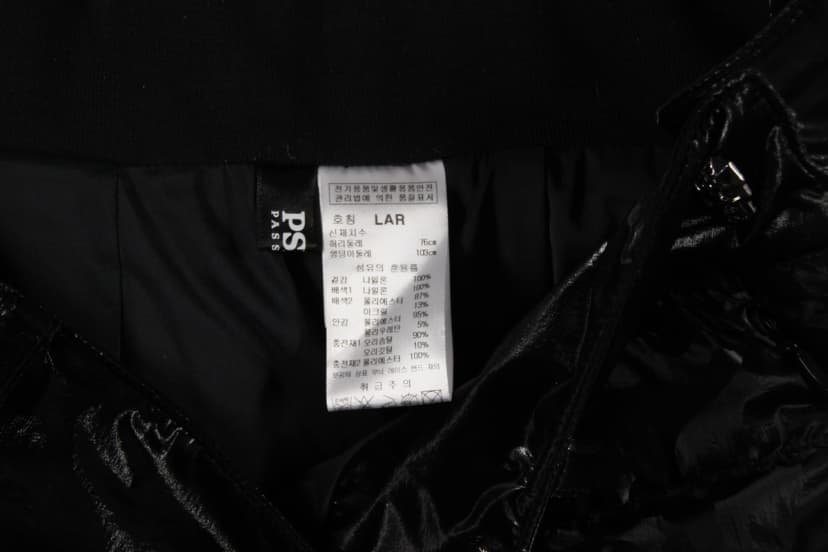 PS
PASS
전기용품및생활용품안전
관리법에 의한 품질표시
호칭 LAR
신체치수
허리둘레 76cm
엉덩이둘레 103cm
섬유의 혼용률
겉감 나일론 100%
배색1 나일론 100%
배색2 폴리에스터 87%
아크릴 13%
안감 폴리에스터 95%
폴리우레탄 5%
충전재1 오리솜털 90%
오리깃털 10%
충전재2 폴리에스터 100%
취급주의